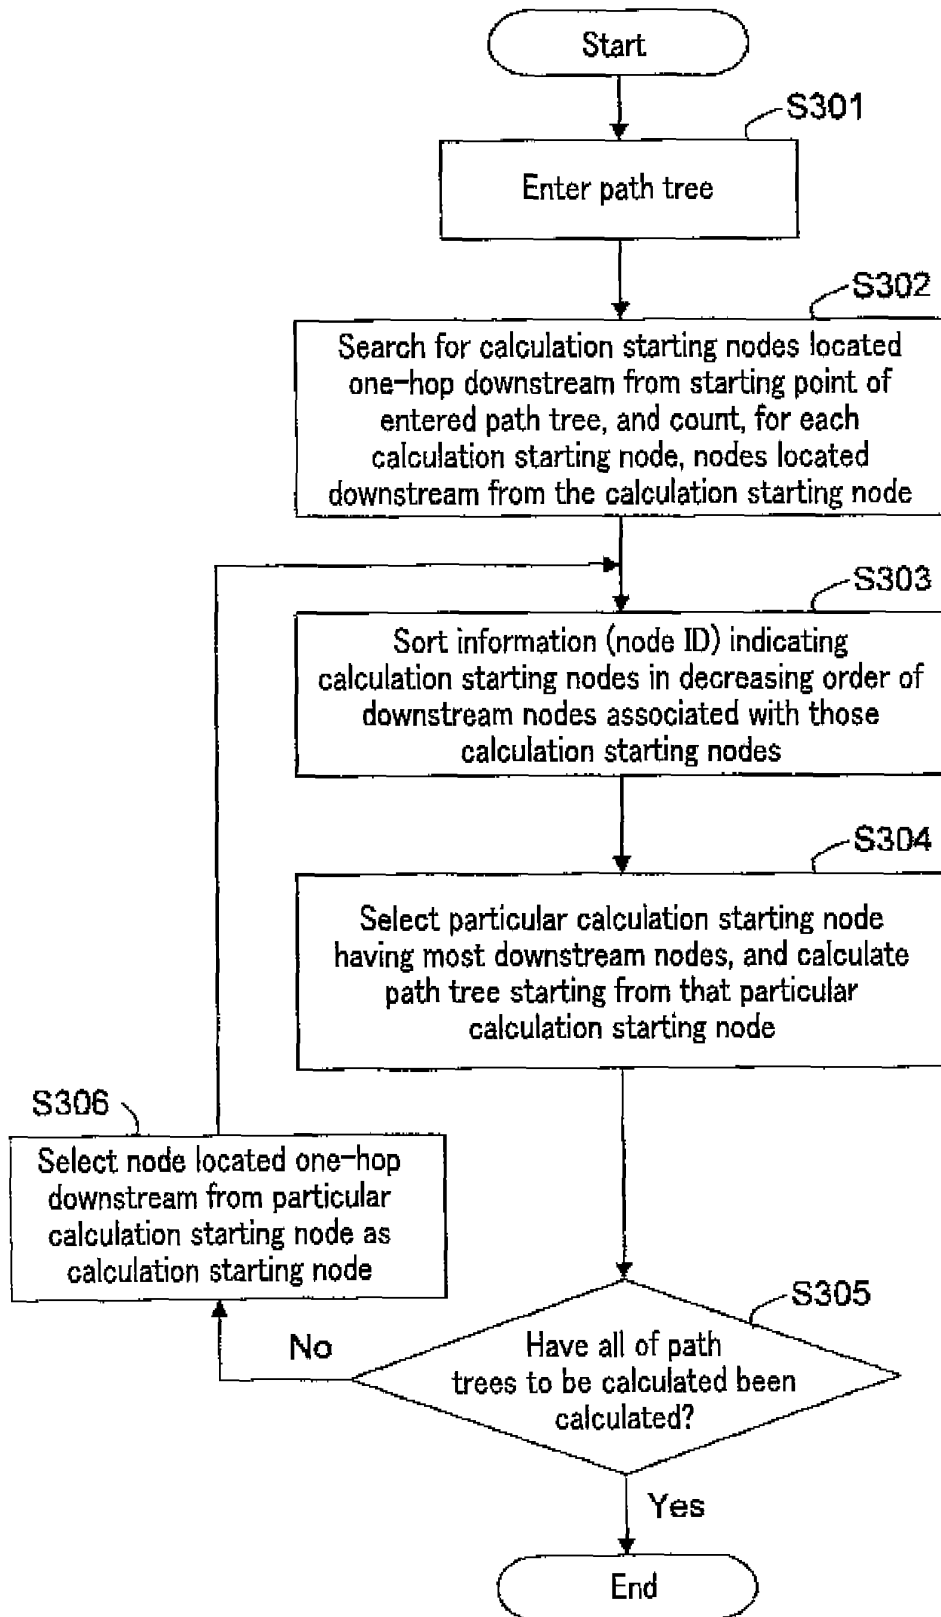 Start
S301
Enter path tree
S302
Search for calculation starting nodes located
one-hop downstream from starting point of
entered path tree, and count, for each
calculation starting node, nodes located
downstream from the calculation starting node
S303
Sort information (node ID) indicating
calculation starting nodes in decreasing order of
downstream nodes associated with those
calculation starting nodes
S304
Select particular calculation starting node
having most downstream nodes, and calculate
path tree starting from that particular
calculation starting node
S306
Select node located one-hop
downstream from particular
calculation starting node as
calculation starting node
S305
No
Have all of path
trees to be calculated been
calculated?
Yes
End